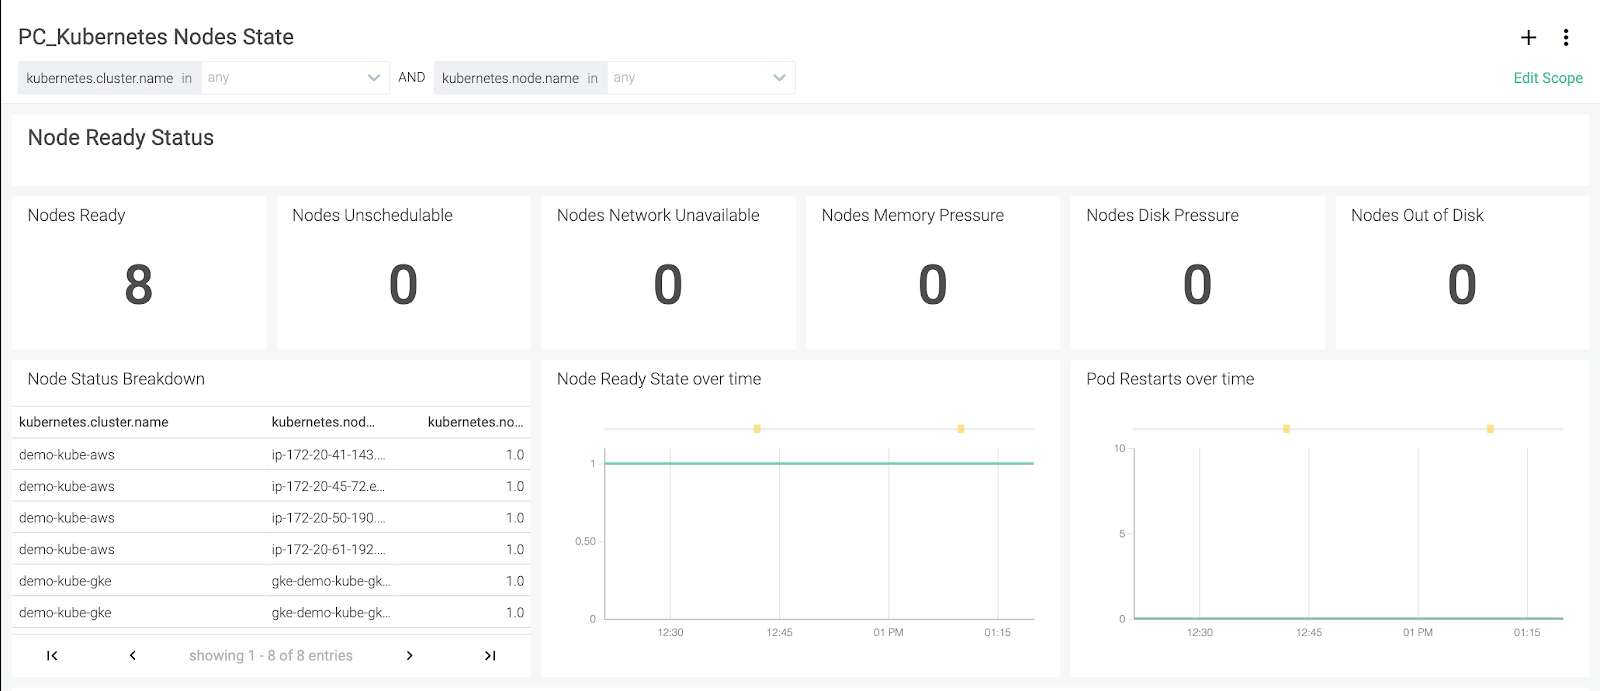 PC_Kubernetes Nodes State
kubernetes.cluster.name in any AND kubernetes.node.name in any
Edit Scope
Node Ready Status
Nodes Ready
8
Nodes Unschedulable
0
Nodes Network Unavailable
0
Nodes Memory Pressure
0
Nodes Disk Pressure
0
Nodes Out of Disk
0
Node Status Breakdown
kubernetes.cluster.name kubernetes.nod... kubernetes.no...
demo-kube-aws ip-172-20-41-143.... 1.0
demo-kube-aws ip-172-20-45-72.e... 1.0
demo-kube-aws ip-172-20-50-190.... 1.0
demo-kube-aws ip-172-20-61-192.... 1.0
demo-kube-gke gke-demo-kube-gk... 1.0
demo-kube-gke gke-demo-kube-gk... 1.0
showing 1 - 8 of 8 entries
Node Ready State over time
1
0.50
0
12:30 12:45 01 PM 01:15
Pod Restarts over time
10
5
0
12:30 12:45 01 PM 01:15